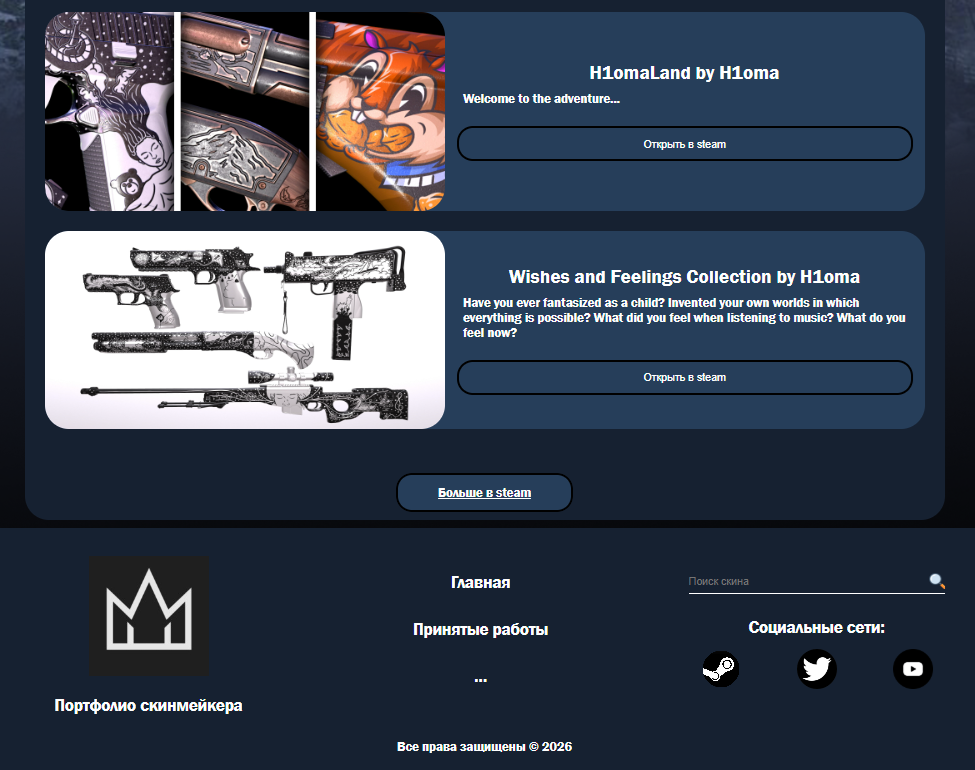 H1omaLand by H1oma
Welcome to the adventure...
Открыть в steam
Wishes and Feelings Collection by H1oma
Have you ever fantasized as a child? Invented your own worlds in which
everything is possible? What did you feel when listening to music? What do you
feel now?
Открыть в steam
Больше в steam
Портфолио скинмейкера
Главная
Принятые работы
...
Поиск скина
Социальные сети:
Все права защищены © 2026